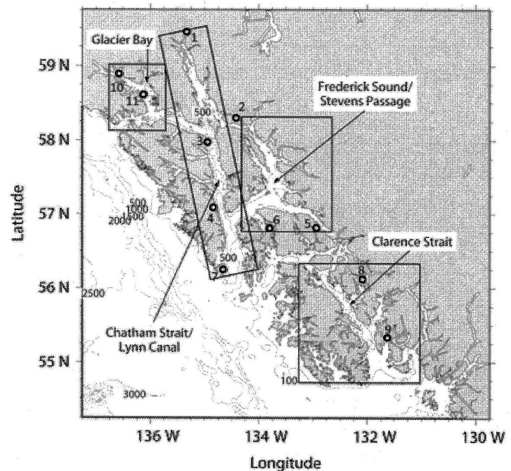 Glacier Bay
1
59 N
10
11
Frederick Sound/
Stevens Passage
500
2
58 N
3
Latitude
57 N
500
1000
1500
2000
4
6
5
Clarence Strait
500
7
8
56 N
2500
9
Chatham Strait/
Lynn Canal
55 N
100
3000
136 W
134 W
132 W
130 W
Longitude